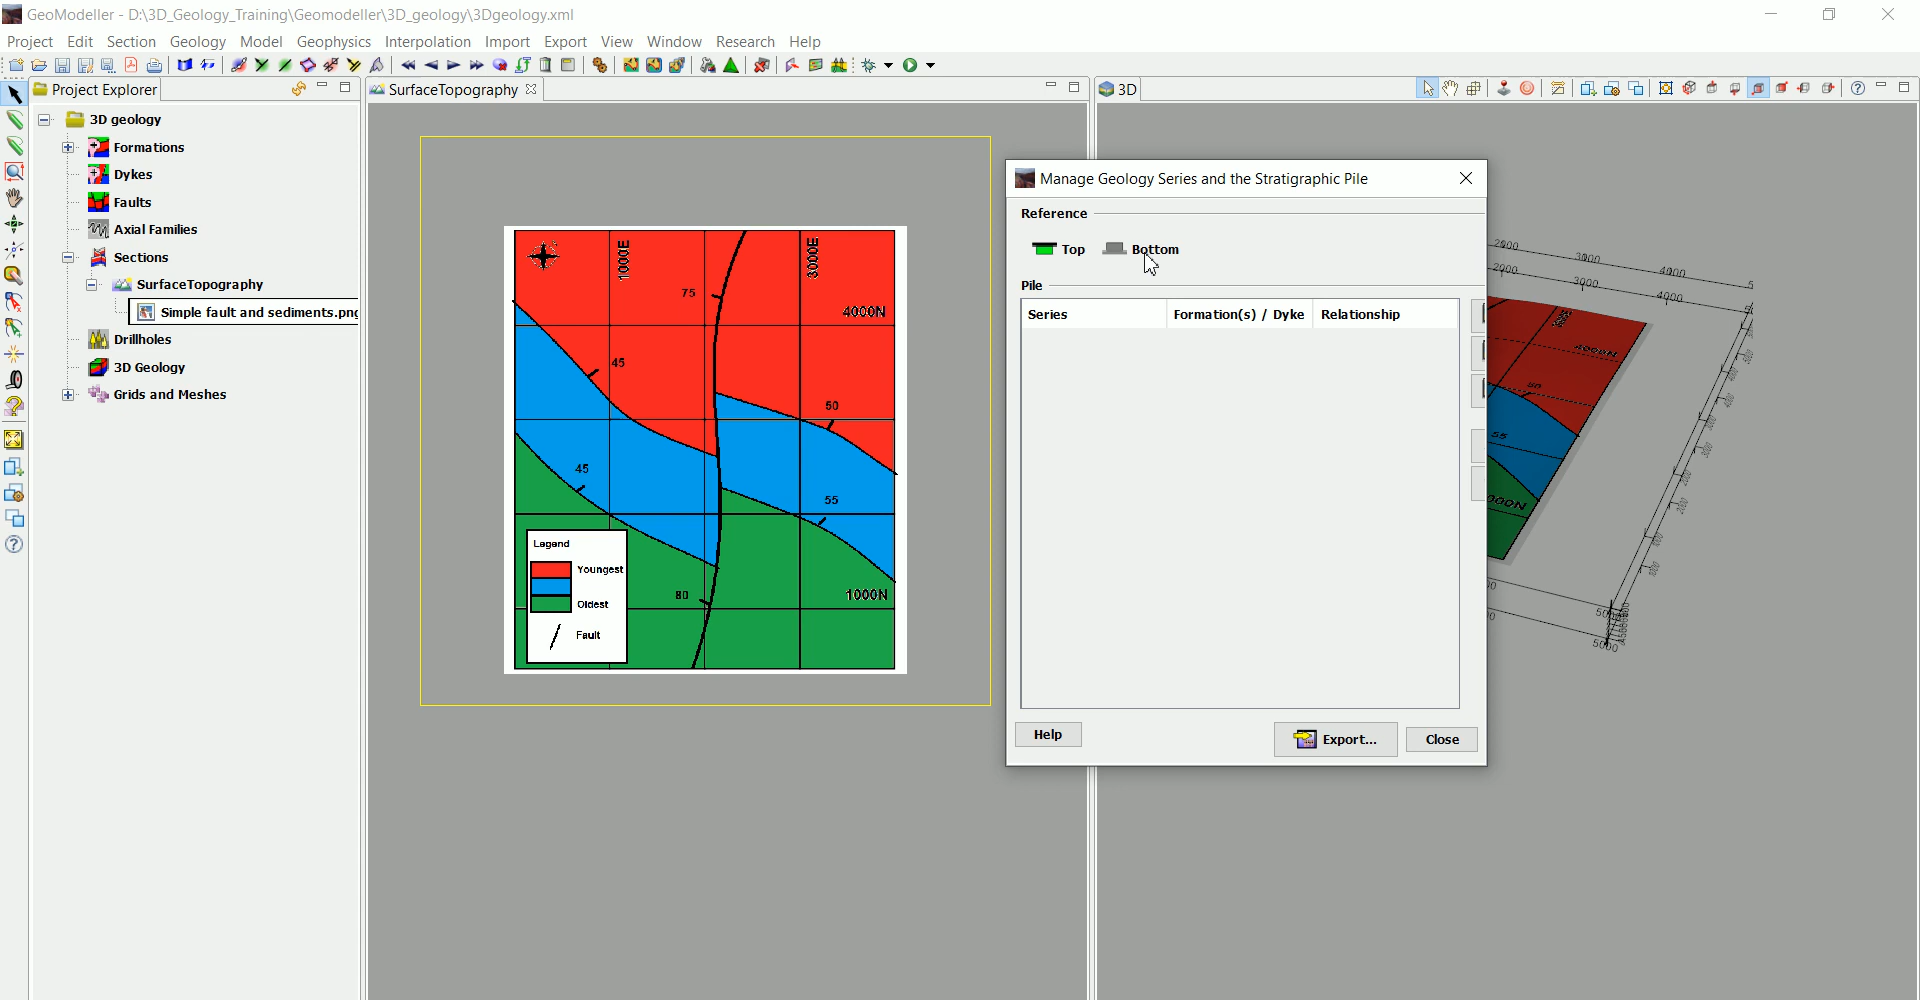 GeoModeller - D:\3D_Geology_Training\Geomodeller\3D_geology\3Dgeology.xml
Project Edit Section Geology Model Geophysics Interpolation Import Export View Window Research Help
Project Explorer
SurfaceTopography
3D
3D geology
Formations
Dykes
Faults
Axial Families
Sections
SurfaceTopography
Simple fault and sediments.png
Drillholes
3D Geology
Grids and Meshes
1000E
3000E
75
4000N
45
50
45
55
80
1000N
Legend
Youngest
Oldest
Fault
Manage Geology Series and the Stratigraphic Pile
Reference
Top Bottom
Pile
Series Formation(s) / Dyke Relationship
Help Export... Close
2000 3000 4000
2000 3000 4000
4000N
50
55
5000